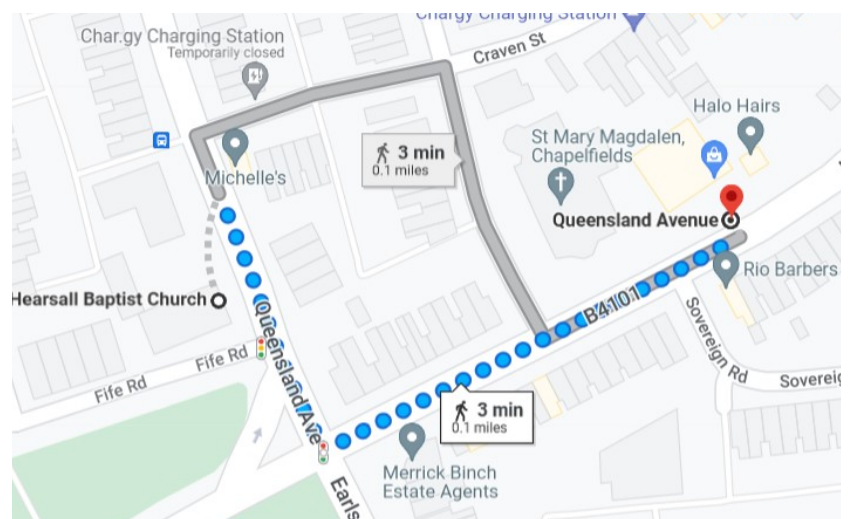 Chargy Charging Station
Char.gy Charging Station
Temporarily closed
Craven St
Halo Hairs
3 min
0.1 miles
St Mary Magdalen,
Chapelfields
Michelle's
Queensland Avenue
Hearsall Baptist Church
Rio Barbers
B4101
Queensland Ave
Sovereign Rd
Fife Rd
Fife Rd
Sovereig
3 min
0.1 miles
Merrick Binch
Estate Agents
Earls